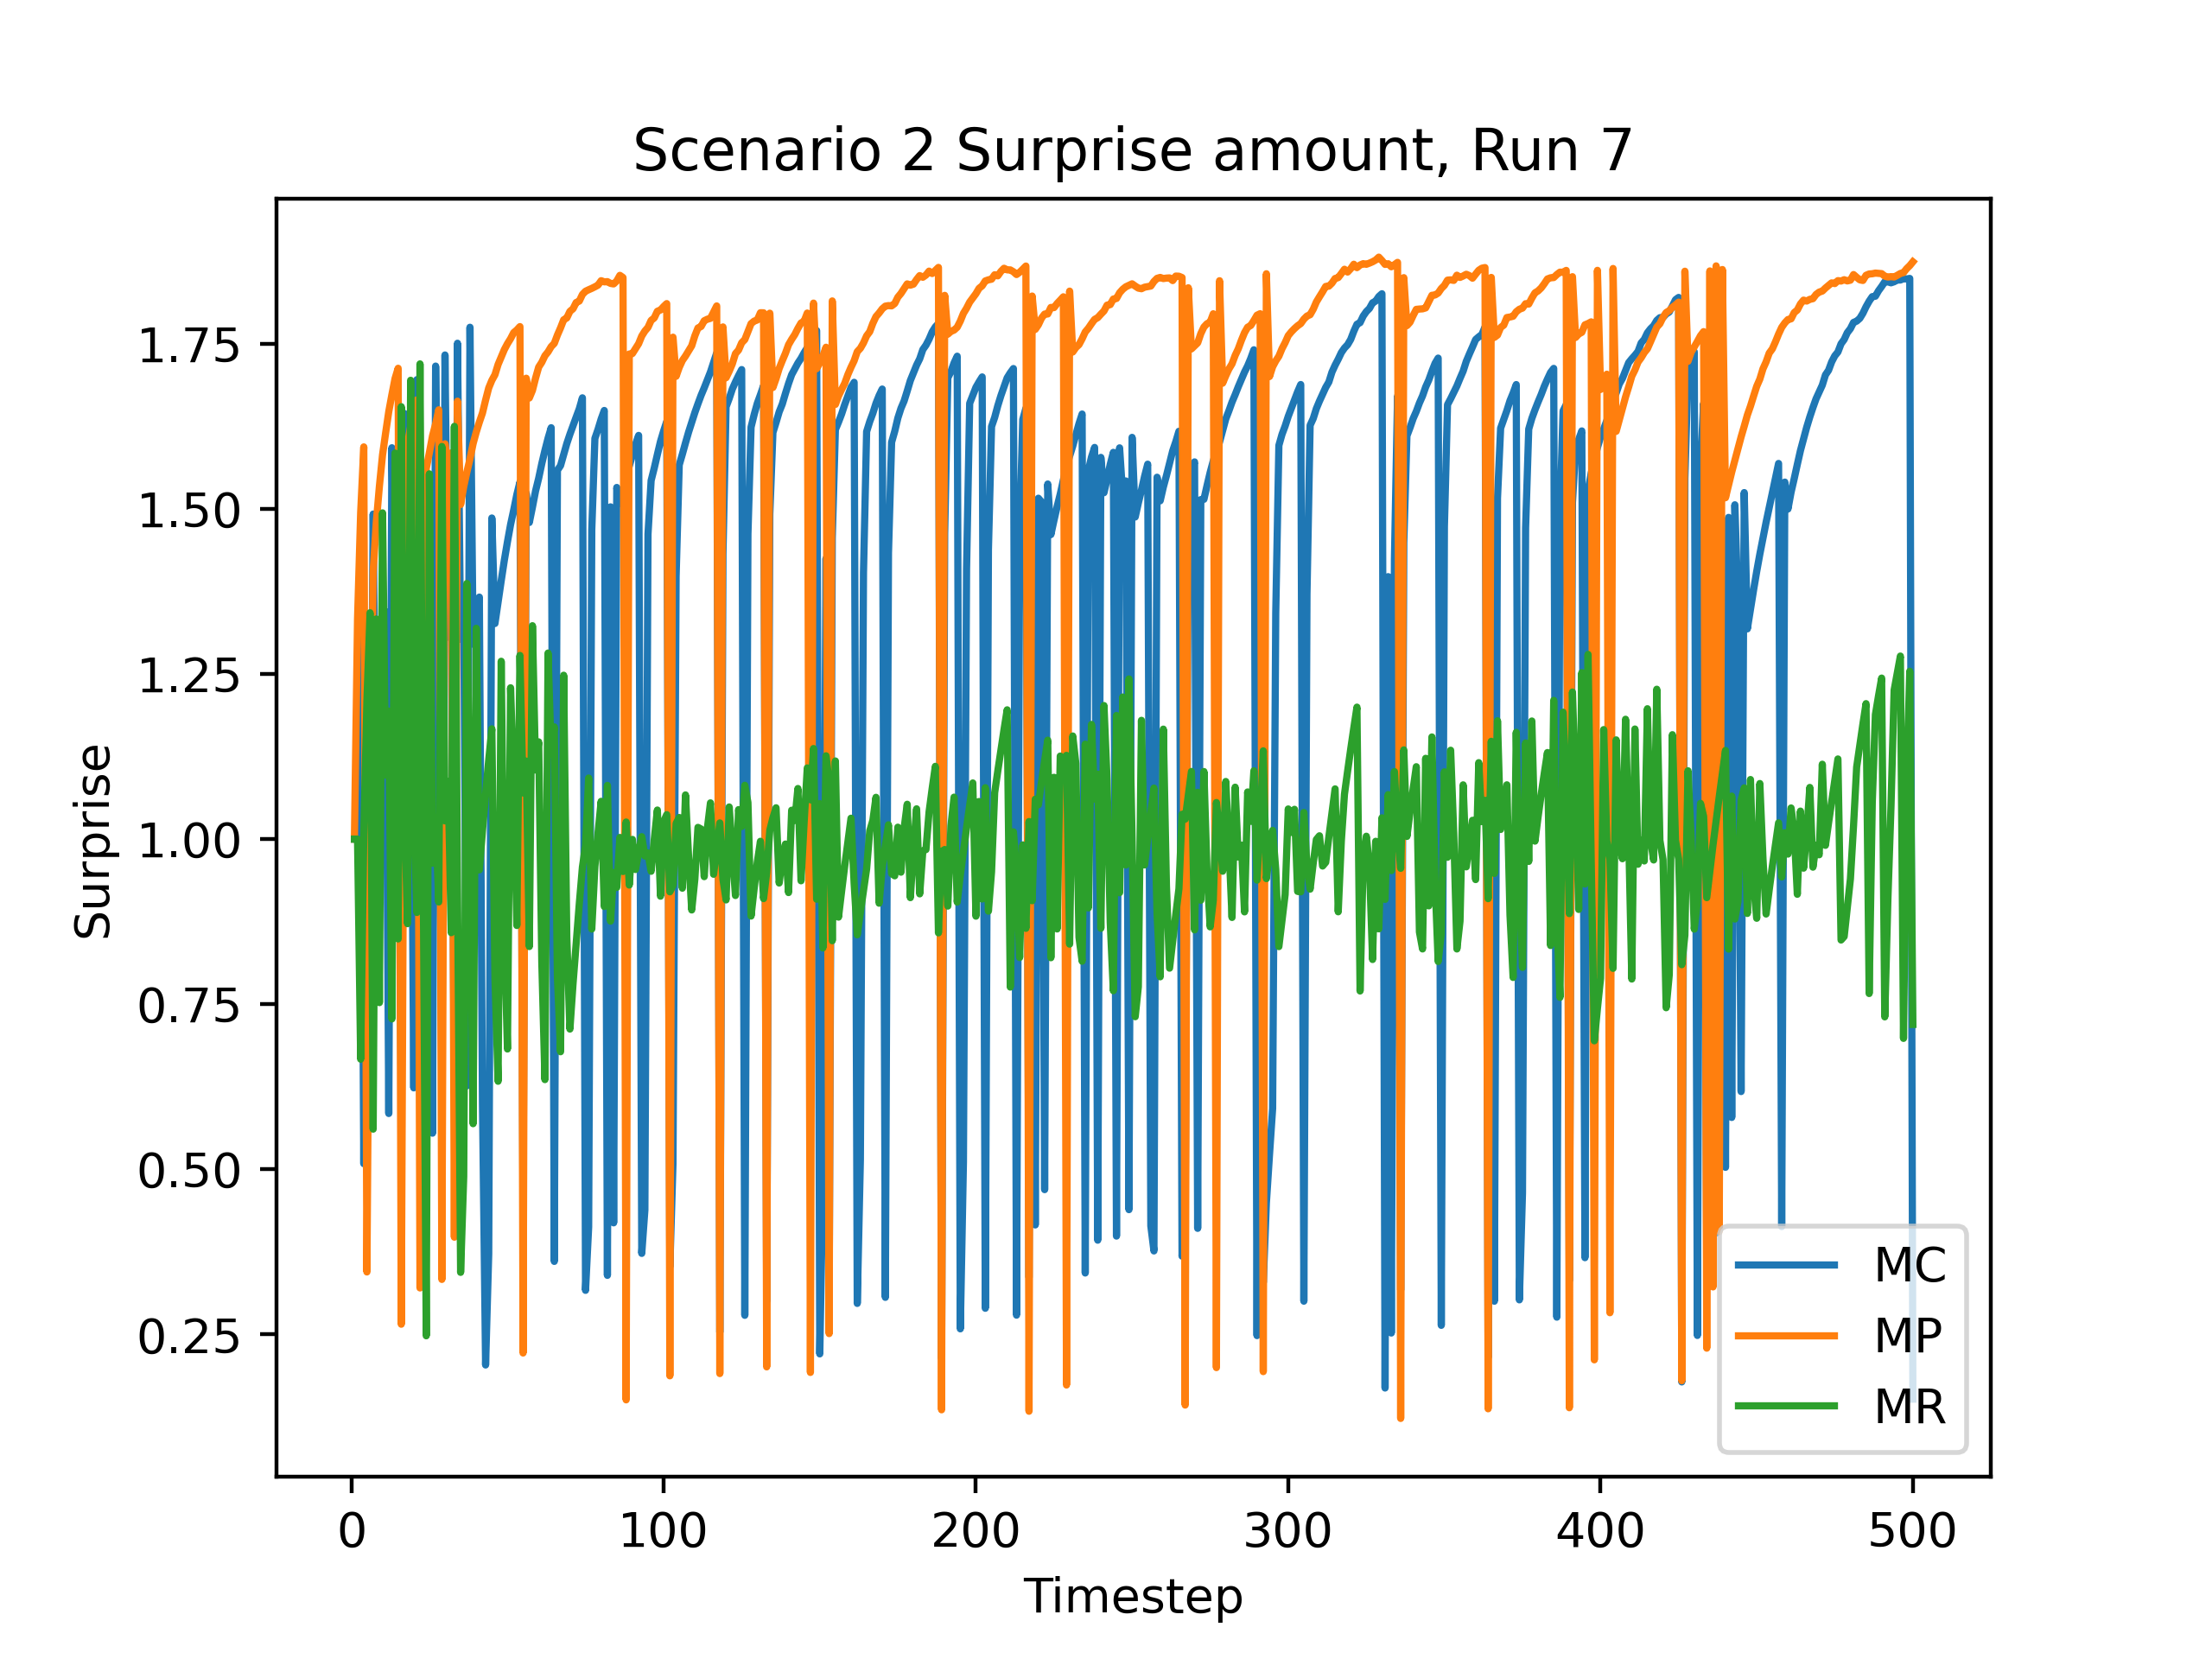 Scenario 2 Surprise amount, Run 7
Surprise
1.75
1.50
1.25
1.00
0.75
0.50
0.25
MC
MP
MR
0 100 200 300 400 500
Timestep